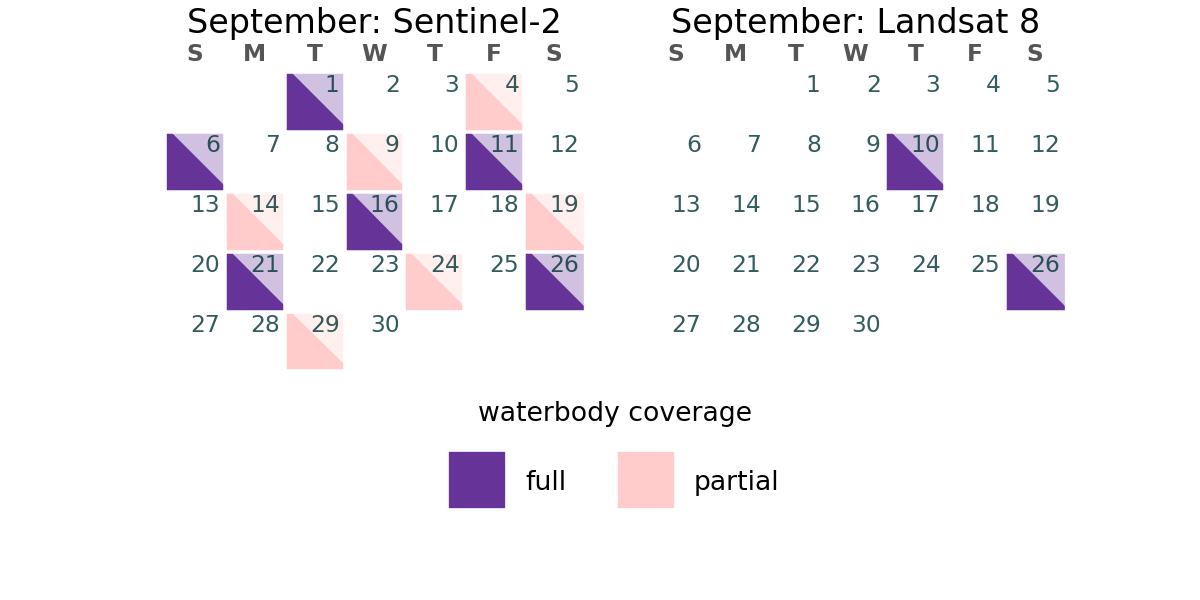 September: Sentinel-2
S M T W T F S
1 2 3 4 5
6 7 8 9 10 11 12
13 14 15 16 17 18 19
20 21 22 23 24 25 26
27 28 29 30
September: Landsat 8
S M T W T F S
1 2 3 4 5
6 7 8 9 10 11 12
13 14 15 16 17 18 19
20 21 22 23 24 25 26
27 28 29 30
waterbody coverage
full partial